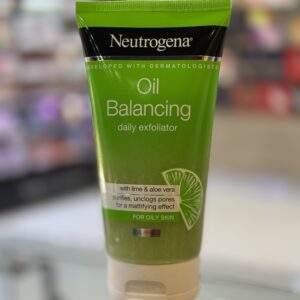 Neutrogena®
DEVELOPED WITH DERMATOLOGISTS
Oil
Balancing
daily exfoliator
with lime & aloe vera
purifies, unclogs pores
for a mattifying effect
FOR OILY SKIN